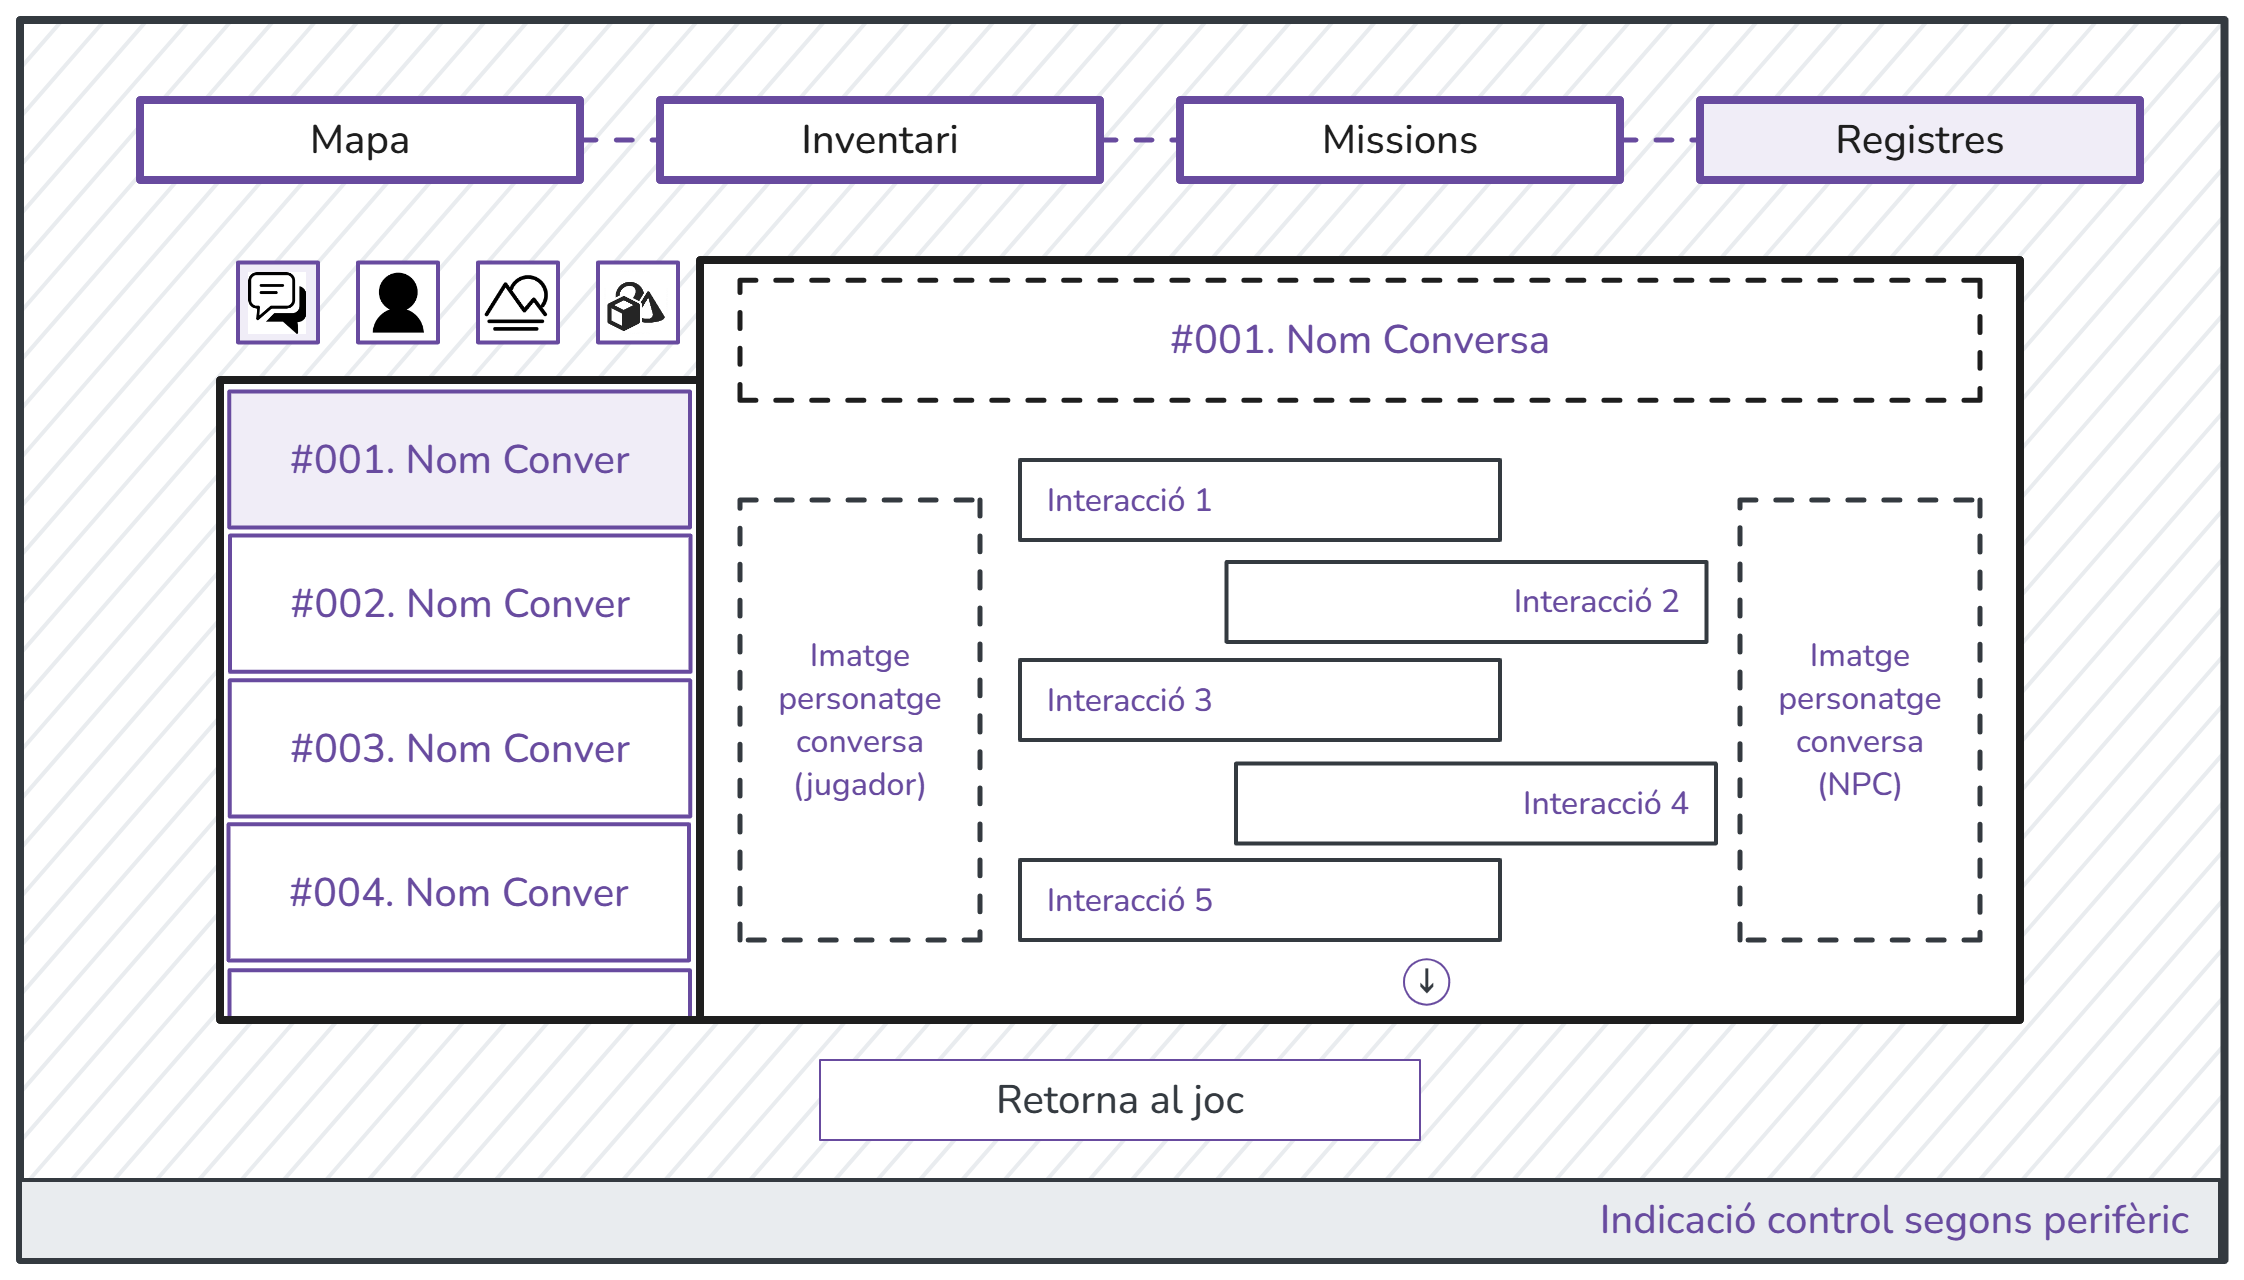 Mapa
Inventari
Missions
Registres
#001. Nom Conversa
#001. Nom Conver
#002. Nom Conver
#003. Nom Conver
#004. Nom Conver
Imatge
personatge
conversa
(jugador)
Interacció 1
Interacció 2
Interacció 3
Interacció 4
Interacció 5
Imatge
personatge
conversa
(NPC)
Retorna al joc
Indicació control segons perifèric